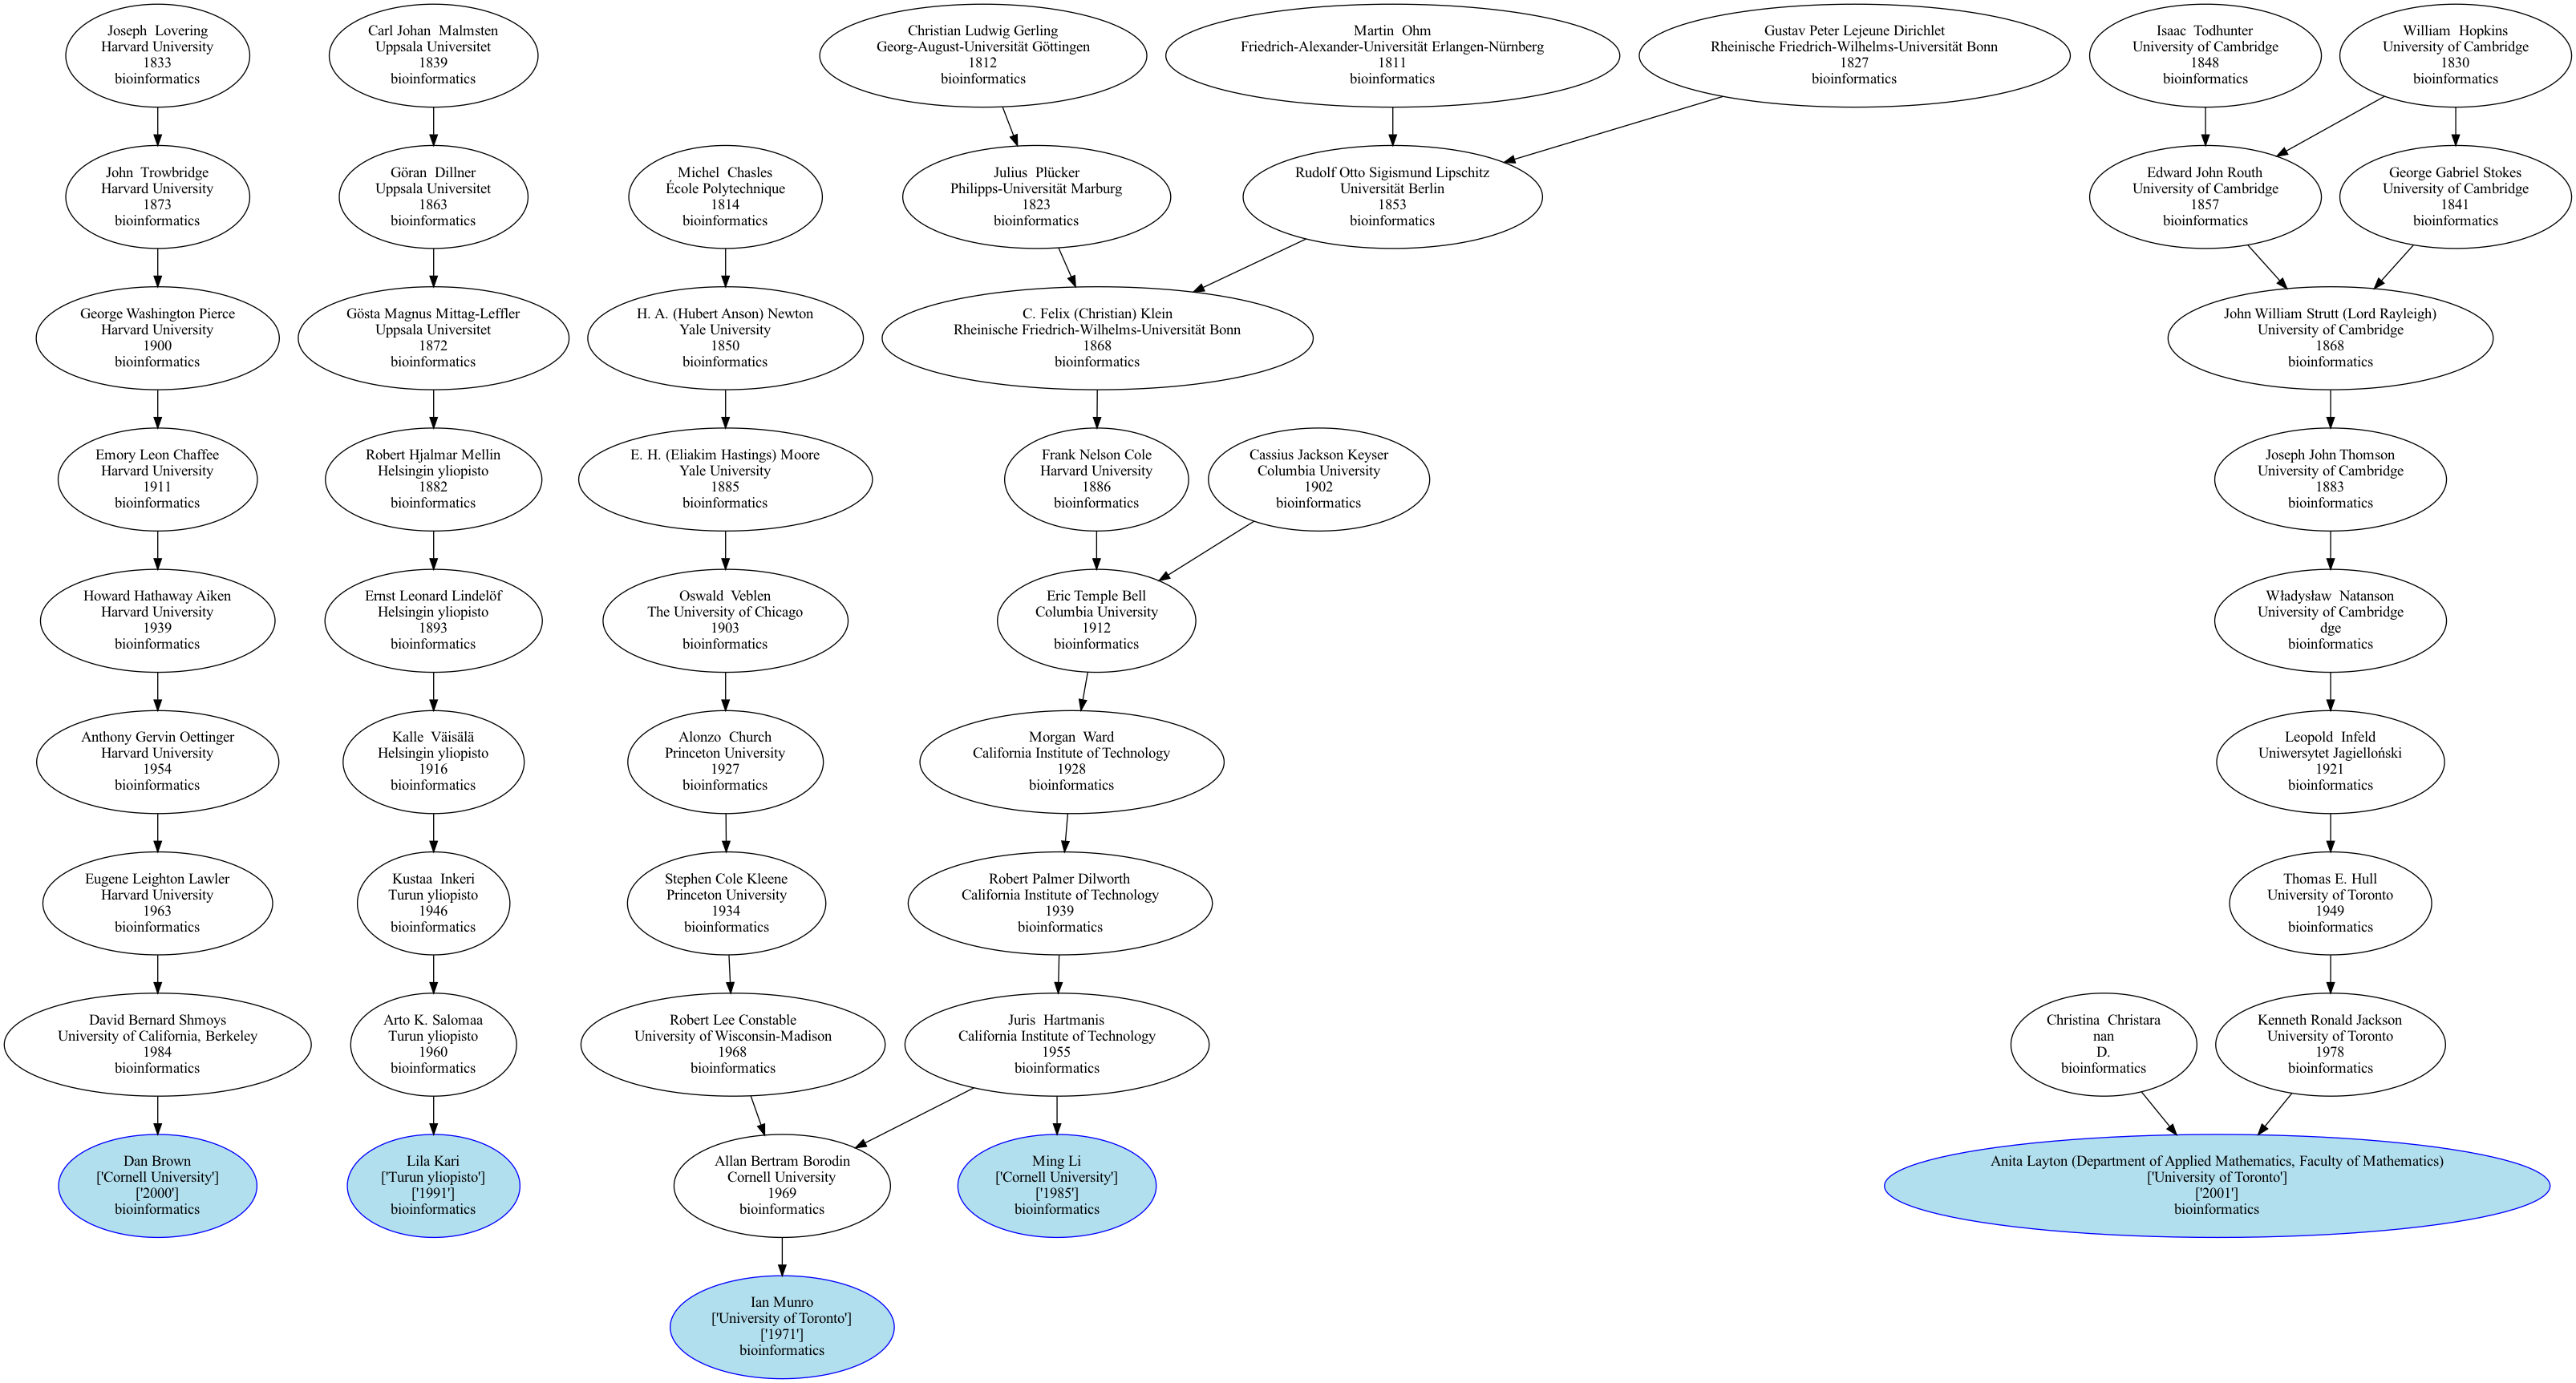 Joseph  Lovering
Harvard University
1833
bioinformatics
Carl Johan  Malmsten
Uppsala Universitet
1839
bioinformatics
Christian Ludwig Gerling
Georg-August-Universität Göttingen
1812
bioinformatics
Martin  Ohm
Friedrich-Alexander-Universität Erlangen-Nürnberg
1811
bioinformatics
Gustav Peter Lejeune Dirichlet
Rheinische Friedrich-Wilhelms-Universität Bonn
1827
bioinformatics
Isaac  Todhunter
University of Cambridge
1848
bioinformatics
William  Hopkins
University of Cambridge
1830
bioinformatics
John  Trowbridge
Harvard University
1873
bioinformatics
Göran  Dillner
Uppsala Universitet
1863
bioinformatics
Michel  Chasles
École Polytechnique
1814
bioinformatics
Julius  Plücker
Philipps-Universität Marburg
1823
bioinformatics
Rudolf Otto Sigismund Lipschitz
Universität Berlin
1853
bioinformatics
Edward John Routh
University of Cambridge
1857
bioinformatics
George Gabriel Stokes
University of Cambridge
1841
bioinformatics
George Washington Pierce
Harvard University
1900
bioinformatics
Gösta Magnus Mittag-Leffler
Uppsala Universitet
1872
bioinformatics
H. A. (Hubert Anson) Newton
Yale University
1850
bioinformatics
C. Felix (Christian) Klein
Rheinische Friedrich-Wilhelms-Universität Bonn
1868
bioinformatics
John William Strutt (Lord Rayleigh)
University of Cambridge
1868
bioinformatics
Emory Leon Chaffee
Harvard University
1911
bioinformatics
Robert Hjalmar Mellin
Helsingin yliopisto
1882
bioinformatics
E. H. (Eliakim Hastings) Moore
Yale University
1885
bioinformatics
Frank Nelson Cole
Harvard University
1886
bioinformatics
Cassius Jackson Keyser
Columbia University
1902
bioinformatics
Joseph John Thomson
University of Cambridge
1883
bioinformatics
Howard Hathaway Aiken
Harvard University
1939
bioinformatics
Ernst Leonard Lindelöf
Helsingin yliopisto
1893
bioinformatics
Oswald  Veblen
The University of Chicago
1903
bioinformatics
Eric Temple Bell
Columbia University
1912
bioinformatics
Władysław  Natanson
University of Cambridge
dge
bioinformatics
Anthony Gervin Oettinger
Harvard University
1954
bioinformatics
Kalle  Väisälä
Helsingin yliopisto
1916
bioinformatics
Alonzo  Church
Princeton University
1927
bioinformatics
Morgan  Ward
California Institute of Technology
1928
bioinformatics
Leopold  Infeld
Uniwersytet Jagielloński
1921
bioinformatics
Eugene Leighton Lawler
Harvard University
1963
bioinformatics
Kustaa  Inkeri
Turun yliopisto
1946
bioinformatics
Stephen Cole Kleene
Princeton University
1934
bioinformatics
Robert Palmer Dilworth
California Institute of Technology
1939
bioinformatics
Thomas E. Hull
University of Toronto
1949
bioinformatics
David Bernard Shmoys
University of California, Berkeley
1984
bioinformatics
Arto K. Salomaa
Turun yliopisto
1960
bioinformatics
Robert Lee Constable
University of Wisconsin-Madison
1968
bioinformatics
Juris  Hartmanis
California Institute of Technology
1955
bioinformatics
Christina  Christara
nan
D.
bioinformatics
Kenneth Ronald Jackson
University of Toronto
1978
bioinformatics
Dan Brown
['Cornell University']
['2000']
bioinformatics
Lila Kari
['Turun yliopisto']
['1991']
bioinformatics
Allan Bertram Borodin
Cornell University
1969
bioinformatics
Ming Li
['Cornell University']
['1985']
bioinformatics
Anita Layton (Department of Applied Mathematics, Faculty of Mathematics)
['University of Toronto']
['2001']
bioinformatics
Ian Munro
['University of Toronto']
['1971']
bioinformatics